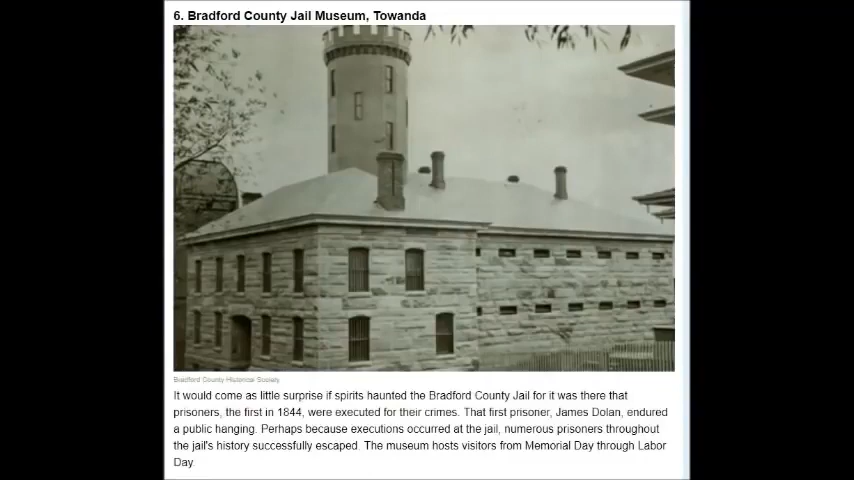 6. Bradford County Jail Museum, Towanda
Bradford County Historical Society
It would come as little surprise if spirits haunted the Bradford County Jail for it was there that
prisoners, the first in 1844, were executed for their crimes. That first prisoner, James Dolan, endured
a public hanging. Perhaps because executions occurred at the jail, numerous prisoners throughout
the jail's history successfully escaped. The museum hosts visitors from Memorial Day through Labor
Day